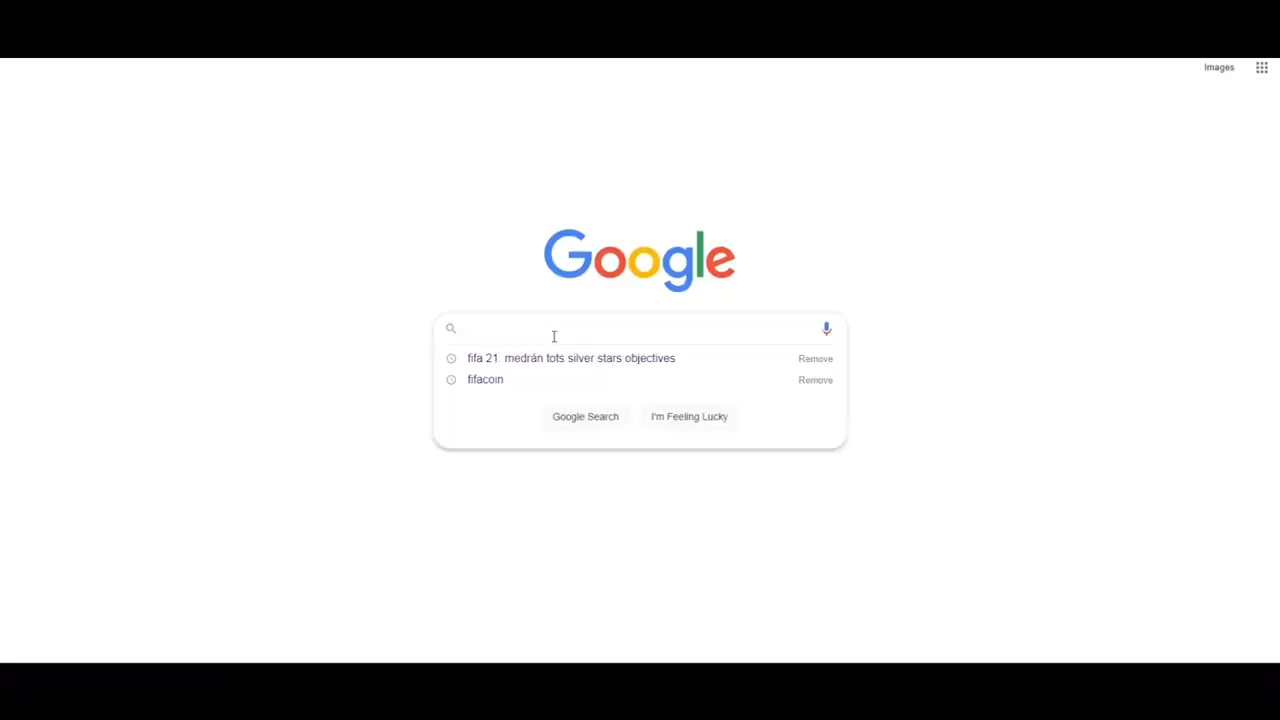 Images
Google
fifa 21: medrán tots silver stars objectives
Remove
fifacoin
Remove
Google Search
I'm Feeling Lucky